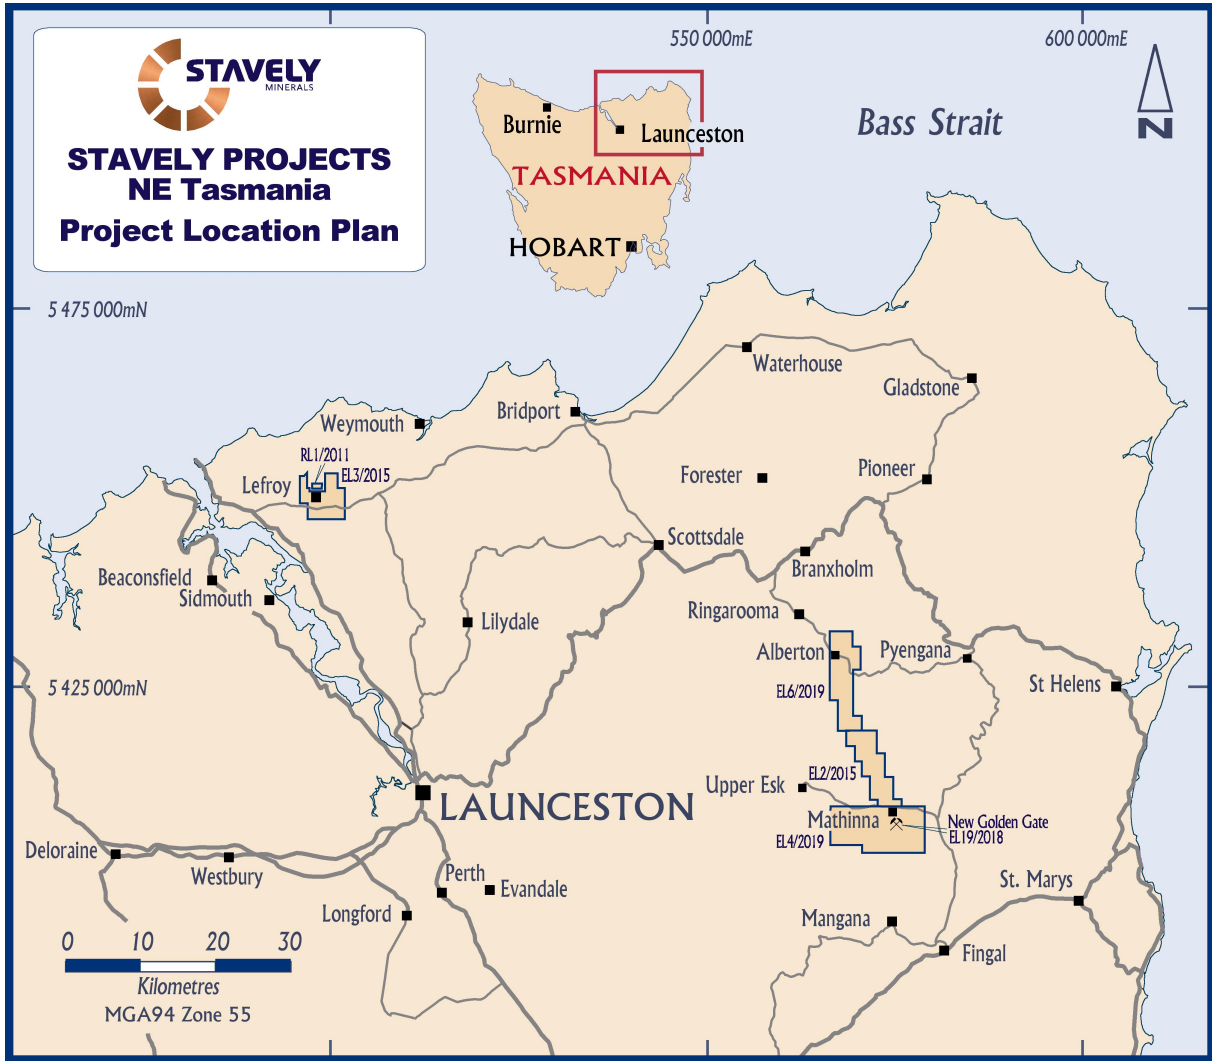 550 000mE
600 000mE
STAVELY
MINERALS
STAVELY PROJECTS
NE Tasmania
Project Location Plan
Burnie
Launceston
TASMANIA
HOBART
Bass Strait
N
5 475 000mN
Waterhouse
Gladstone
Bridport
Weymouth
RL1/2011
EL3/2015
Lefroy
Forester
Pioneer
Scottsdale
Branxholm
Beaconsfield
Sidmouth
Lilydale
Ringarooma
Alberton
Pyengana
5 425 000mN
EL6/2019
St Helens
EL2/2015
Upper Esk
LAUNCESTON
Mathinna
New Golden Gate
EL19/2018
EL4/2019
Deloraine
Westbury
Perth
Evandale
St. Marys
Longford
Mangana
Fingal
0 10 20 30
Kilometres
MGA94 Zone 55